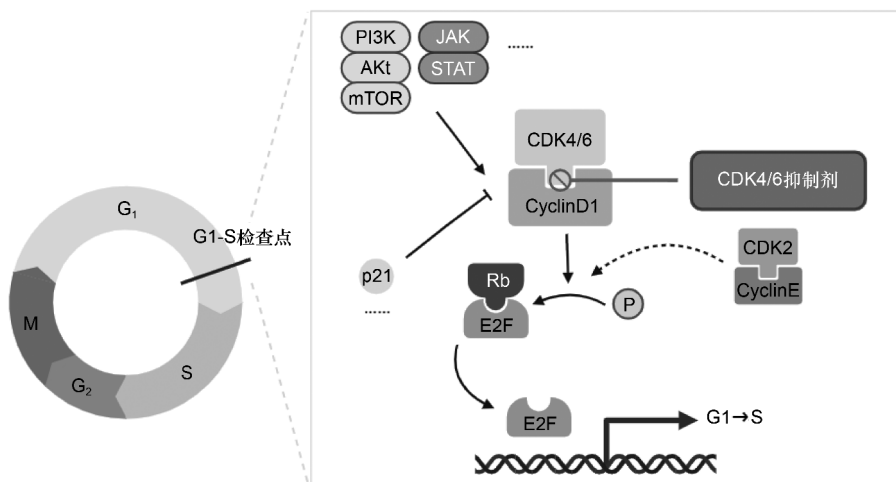 PI3K
JAK
......
AKt
STAT
mTOR
CDK4/6
CDK4/6抑制剂
CyclinD1
G₁
G1-S检查点
p21
......
CDK2
CyclinE
Rb
P
E2F
M
S
G₂
E2F
G1→S